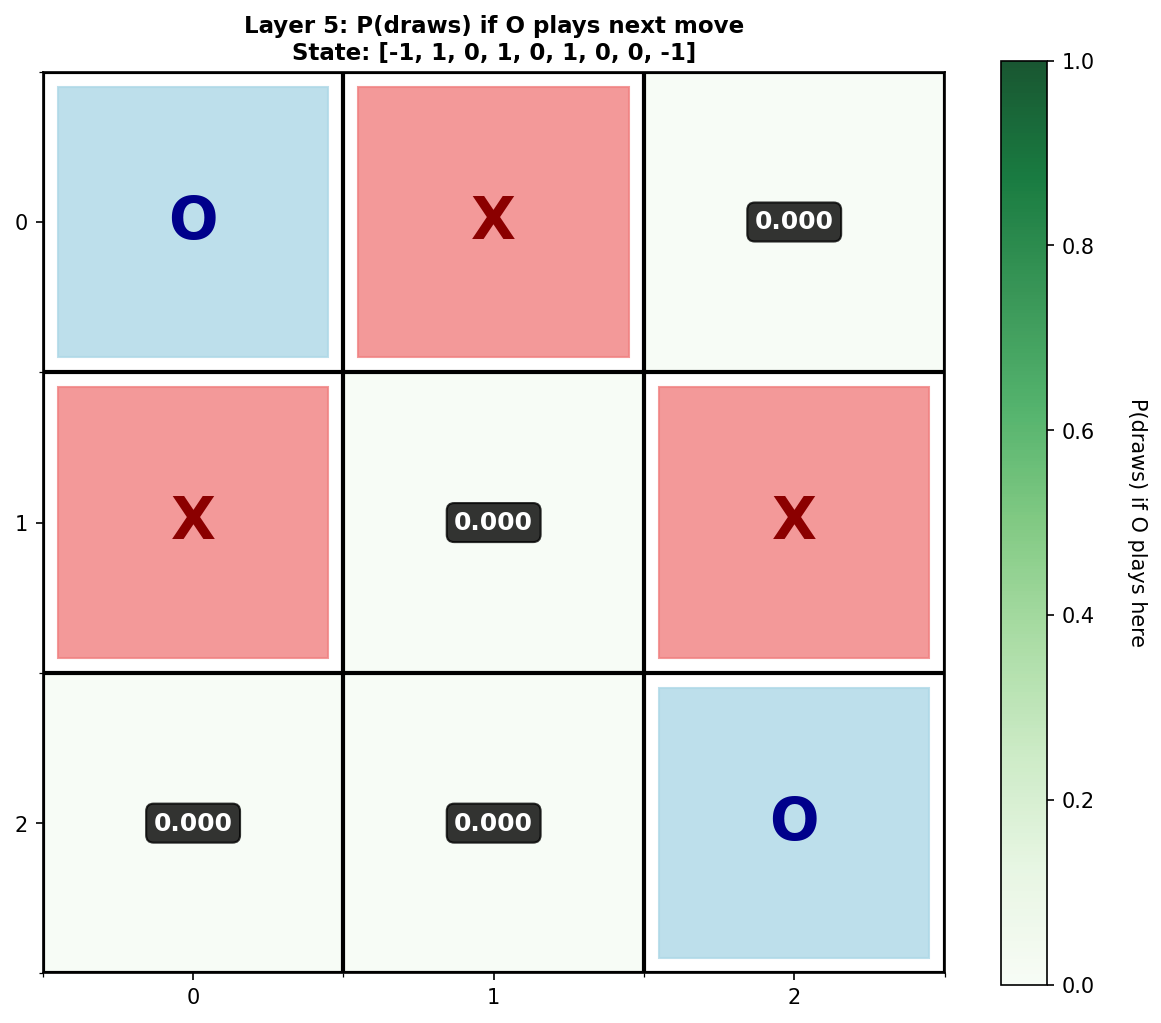 Layer 5: P(draws) if O plays next move
State: [-1, 1, 0, 1, 0, 1, 0, 0, -1]
0
O
X
0.000
1
X
0.000
X
2
0.000
0.000
O
0
1
2
1.0
0.8
0.6
0.4
0.2
0.0
P(draws) if O plays here